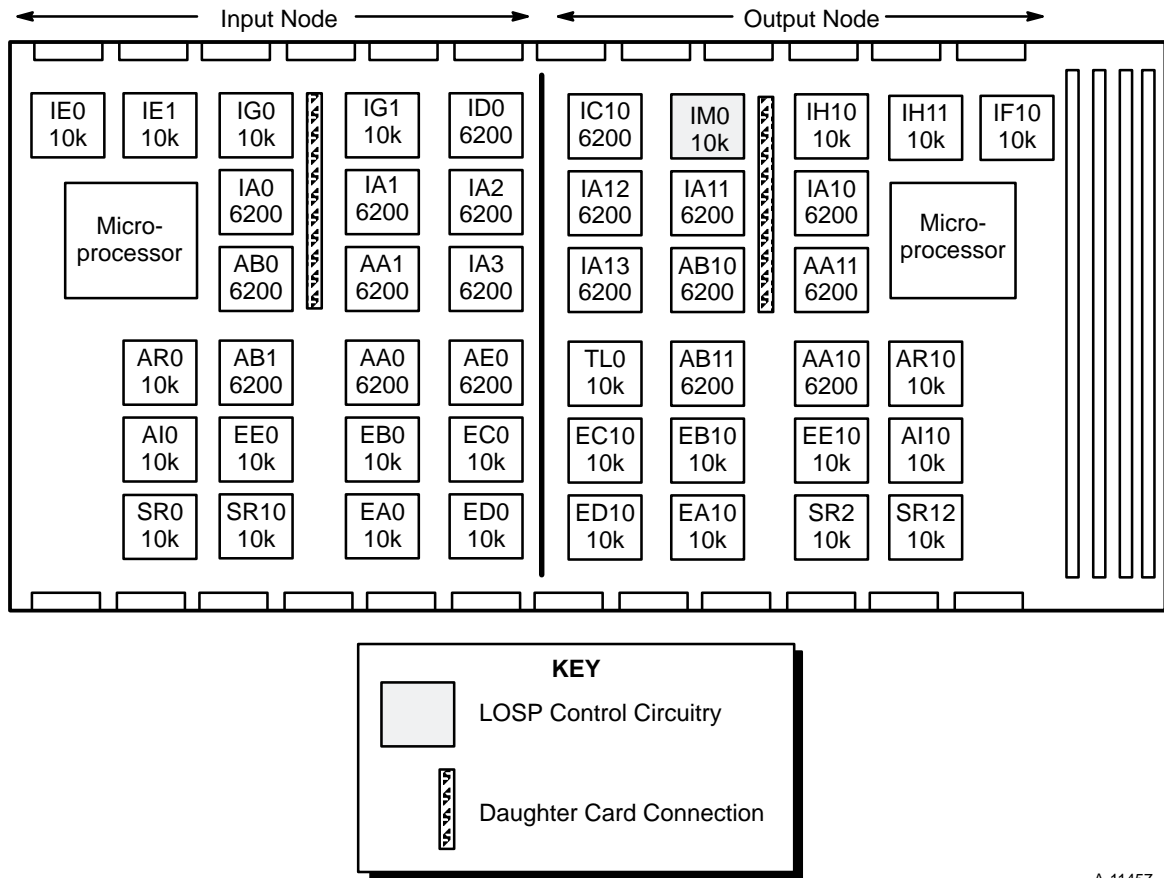 Input Node
Output Node
IE0 IE1 IG0 IG1 ID0 IC10 IM0 IH10 IH11 IF10
10k 10k 10k 10k 6200 6200 10k 10k 10k 10k
IA0 IA1 IA2 IA12 IA11 IA10
6200 6200 6200 6200 6200 6200
Micro-
processor
Micro-
processor
AB0 AA1 IA3 IA13 AB10 AA11
6200 6200 6200 6200 6200 6200
AR0 AB1 AA0 AE0 TL0 AB11 AA10 AR10
10k 6200 6200 6200 10k 6200 6200 10k
AI0 EE0 EB0 EC0 EC10 EB10 EE10 AI10
10k 10k 10k 10k 10k 10k 10k 10k
SR0 SR10 EA0 ED0 ED10 EA10 SR2 SR12
10k 10k 10k 10k 10k 10k 10k 10k
KEY
LOSP Control Circuitry
Daughter Card Connection